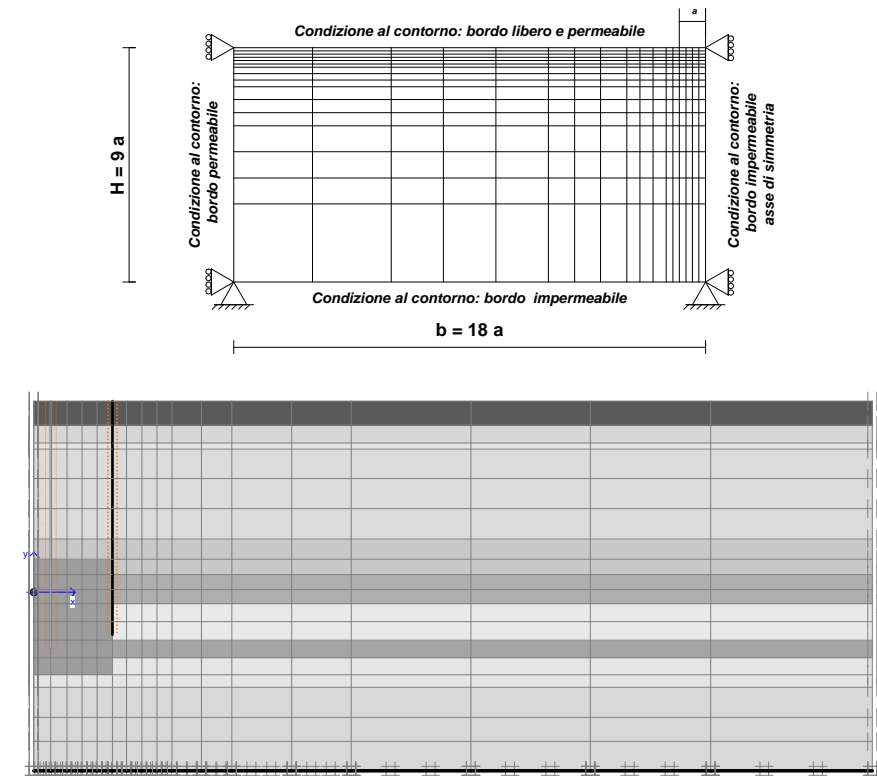 a
Condizione al contorno: bordo libero e permeabile
H = 9 a
Condizione al contorno:
bordo permeabile
Condizione al contorno:
bordo impermeabile
asse di simmetria
Condizione al contorno: bordo impermeabile
b = 18 a
y
x